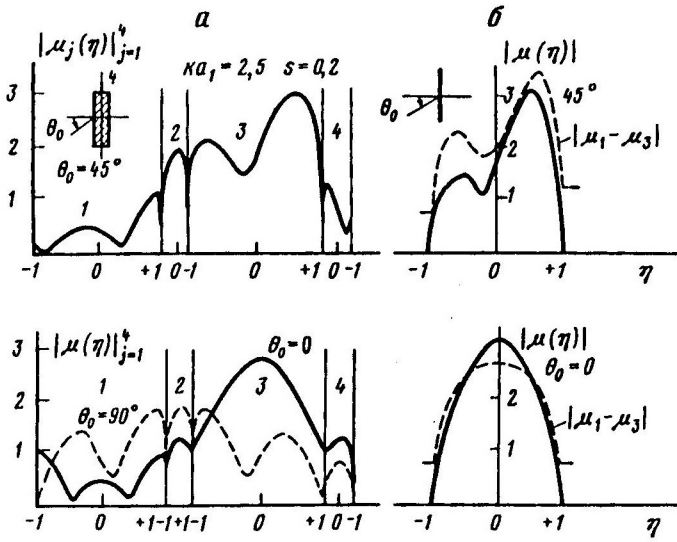 а
б
|μⱼ(η)|⁴ⱼ₌₁
κa₁ = 2,5 s=0,2
4
θ₀
θ₀=45°
3
2
1
1
2
3
4
-1 0 +1 0 -1 0 +1 0 -1
|μ(η)|
45°
|μ₁-μ₃|
θ₀
3
2
1
-1 0 +1 η
|μ(η)|⁴ⱼ₌₁
θ₀=0
θ₀=90°
3
2
1
1
2
3
4
-1 0 +1 -1 +1 -1 0 +1 0 -1
|μ(η)|
θ₀=0
|μ₁-μ₃|
2
1
-1 0 +1 η